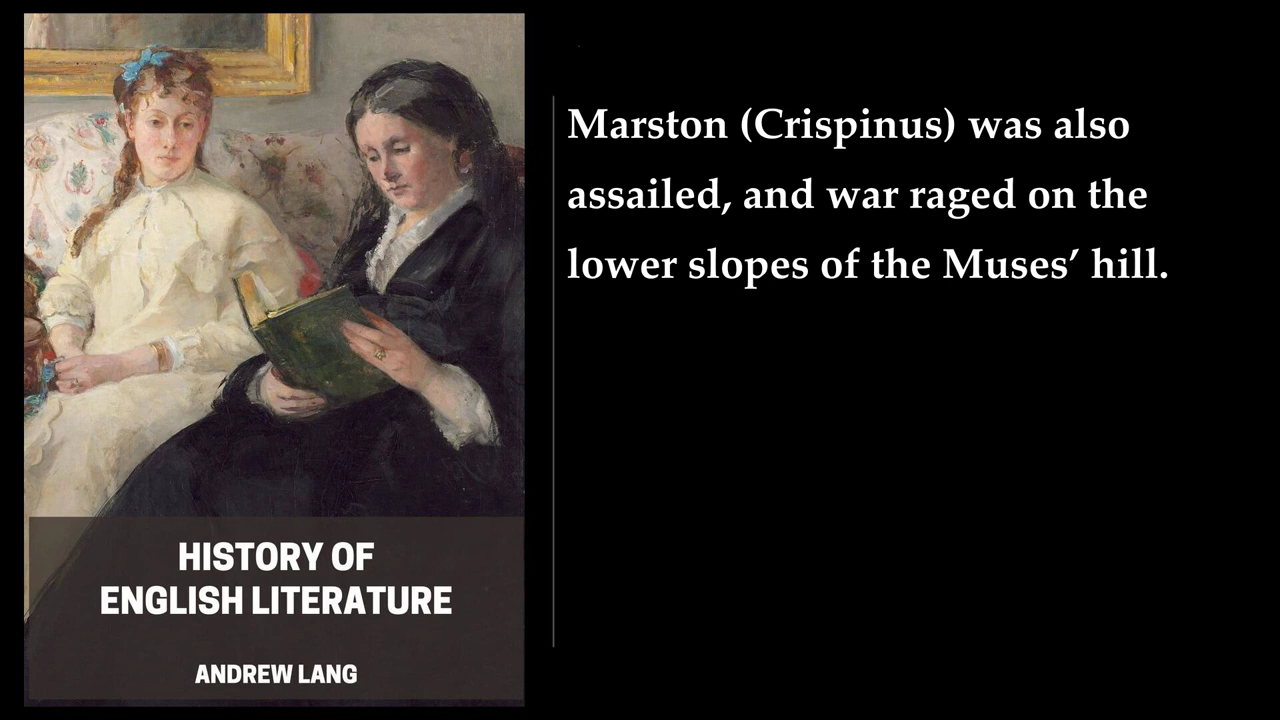 HISTORY OF
ENGLISH LITERATURE
ANDREW LANG
Marston (Crispinus) was also
assailed, and war raged on the
lower slopes of the Muses’ hill.